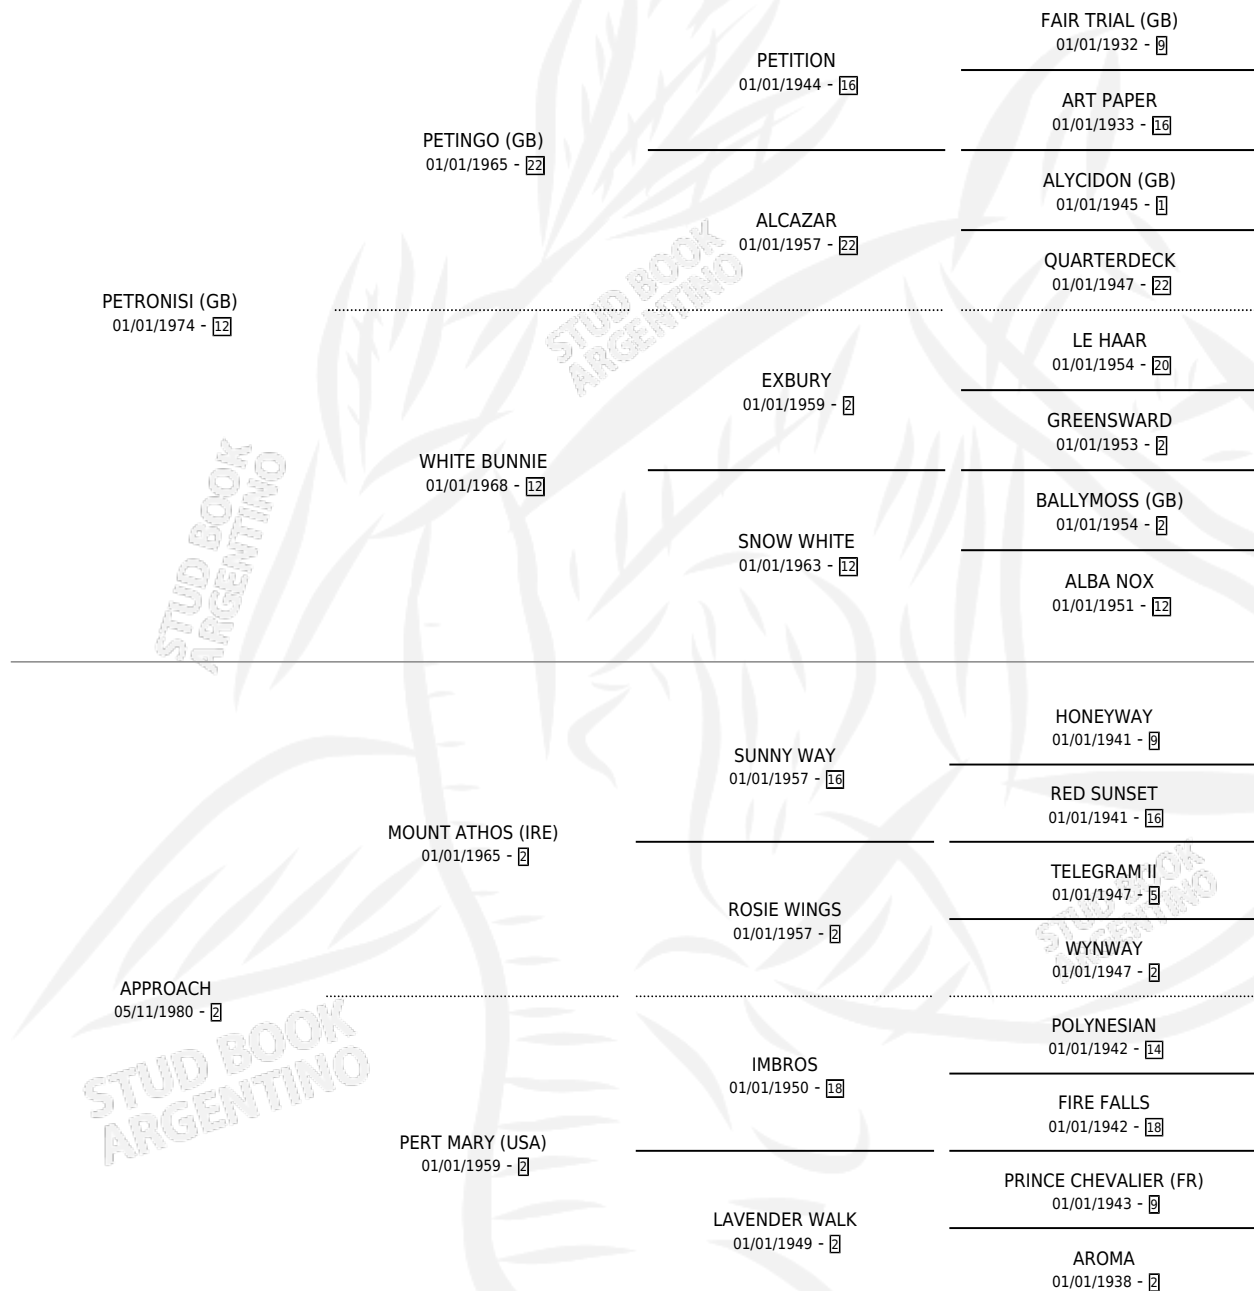 FAIR TRIAL (GB)
01/01/1932 - 9
PETITION
01/01/1944 - 16
ART PAPER
01/01/1933 - 16
PETINGO (GB)
01/01/1965 - 22
ALYCIDON (GB)
01/01/1945 - 1
ALCAZAR
01/01/1957 - 22
QUARTERDECK
01/01/1947 - 22
PETRONISI (GB)
01/01/1974 - 12
LE HAAR
01/01/1954 - 20
EXBURY
01/01/1959 - 2
GREENSWARD
01/01/1953 - 2
WHITE BUNNIE
01/01/1968 - 12
BALLYMOSS (GB)
01/01/1954 - 2
SNOW WHITE
01/01/1963 - 12
ALBA NOX
01/01/1951 - 12
HONEYWAY
01/01/1941 - 9
SUNNY WAY
01/01/1957 - 16
RED SUNSET
01/01/1941 - 16
MOUNT ATHOS (IRE)
01/01/1965 - 2
TELEGRAM II
01/01/1947 - 5
ROSIE WINGS
01/01/1957 - 2
WYNWAY
01/01/1947 - 2
APPROACH
05/11/1980 - 2
POLYNESIAN
01/01/1942 - 14
IMBROS
01/01/1950 - 18
FIRE FALLS
01/01/1942 - 18
PERT MARY (USA)
01/01/1959 - 2
PRINCE CHEVALIER (FR)
01/01/1943 - 9
LAVENDER WALK
01/01/1949 - 2
AROMA
01/01/1938 - 2
STUD BOOK
ARGENTINO
STUD BOOK
ARGENTINO
STUD BOOK
ARGENTINO
STUD BOOK
ARGENTINO